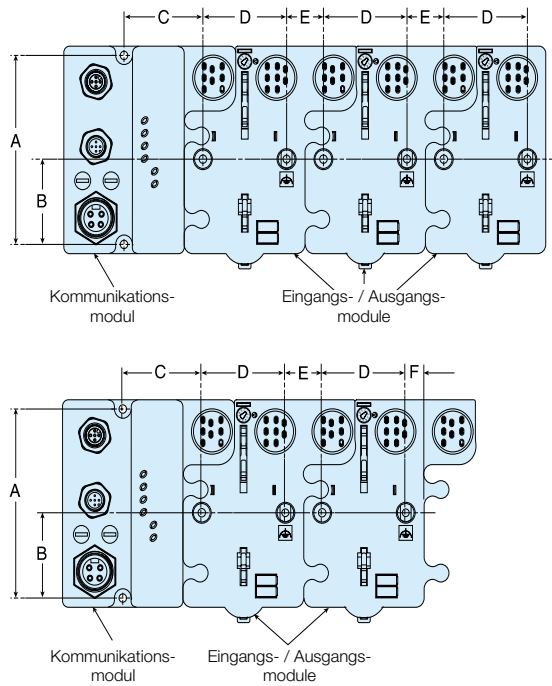 C D E D E D
A
B
Kommunikations-
modul
Eingangs- / Ausgangs-
module
C D E D F
A
B
Kommunikations-
modul
Eingangs- / Ausgangs-
module